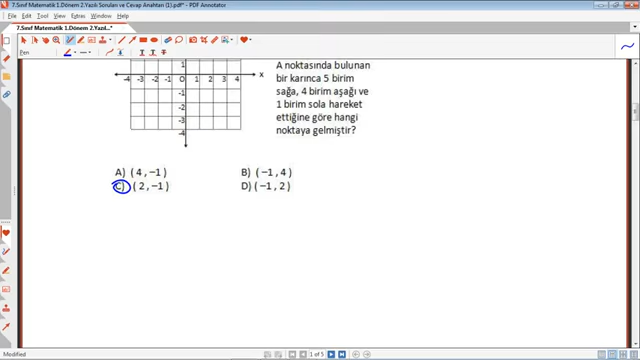 7.Sınıf Matematik 1.Dönem 2.Yazılı Soruları ve Cevap Anahtarı (1).pdf* - PDF Annotator
File Edit View Insert Tools Extras Window Help
7.Sınıf Matematik 1.Dönem 2.Yazılı...*
Pen
1
-4 -3 -2 -1 O 1 2 3 4 x
-1
-2
-3
-4
A noktasında bulunan
bir karınca 5 birim
sağa, 4 birim aşağı ve
1 birim sola hareket
ettiğine göre hangi
noktaya gelmiştir?
A) ( 4 , −1)
B) (−1 , 4 )
C) ( 2 , −1)
D) (−1 , 2 )
Modified
1 of 5